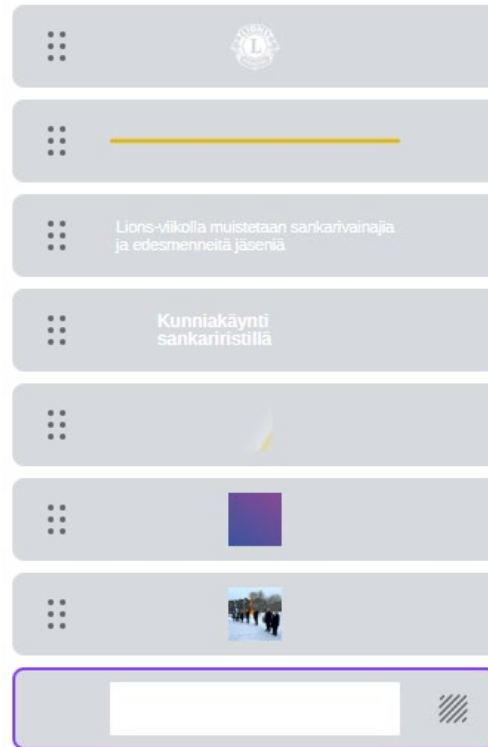 L
Lions-viikolla muistetaan sankarivainajia
ja edesmenneitä jäseniä
Kunniakäynti
sankariristillä